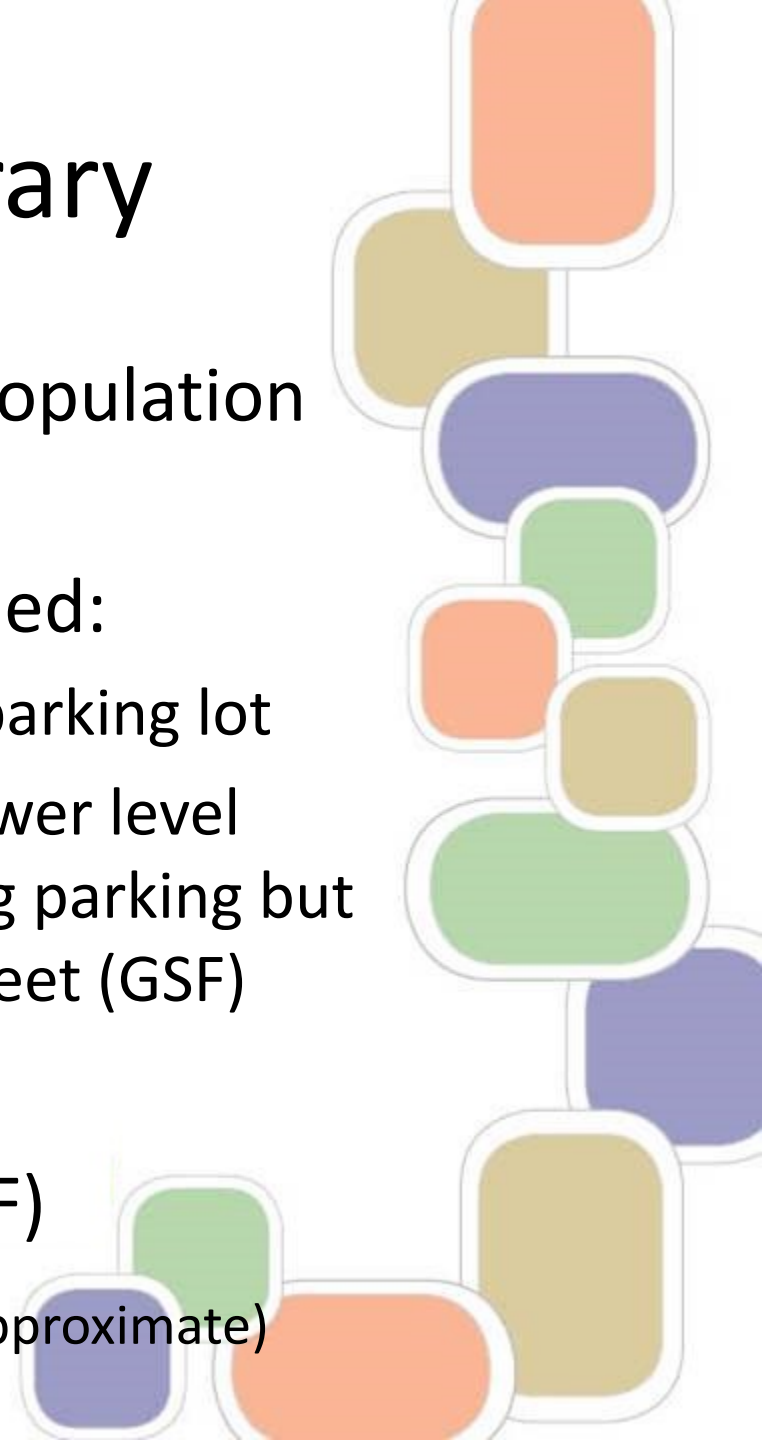 rary
opulation
ed:
parking lot
wer level
g parking but
eet (GSF)
F)
pproximate)